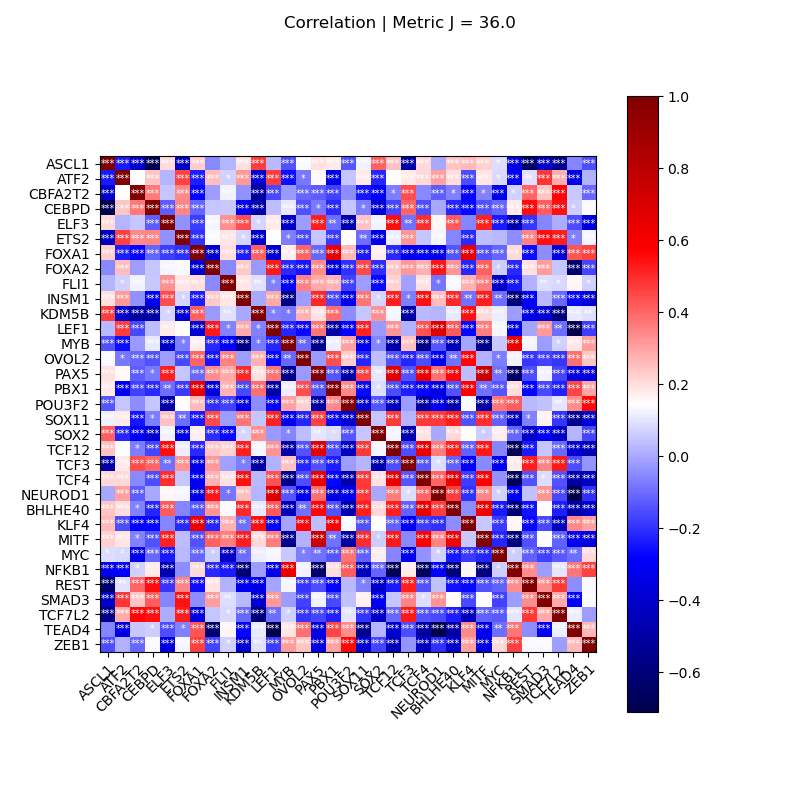 Correlation | Metric J = 36.0
ASCL1
ATF2
CBFA2T2
CEBPD
ELF3
ETS2
FOXA1
FOXA2
FLI1
INSM1
KDM5B
LEF1
MYB
OVOL2
PAX5
PBX1
POU3F2
SOX11
SOX2
TCF12
TCF3
TCF4
NEUROD1
BHLHE40
KLF4
MITF
MYC
NFKB1
REST
SMAD3
TCF7L2
TEAD4
ZEB1
ASCL1
ATF2
CBFA2T2
CEBPD
ELF3
ETS2
FOXA1
FOXA2
FLI1
INSM1
KDM5B
LEF1
MYB
OVOL2
PAX5
PBX1
POU3F2
SOX11
SOX2
TCF12
TCF3
TCF4
NEUROD1
BHLHE40
KLF4
MITF
MYC
NFKB1
REST
SMAD3
TCF7L2
TEAD4
ZEB1
1.0
0.8
0.6
0.4
0.2
0.0
−0.2
−0.4
−0.6